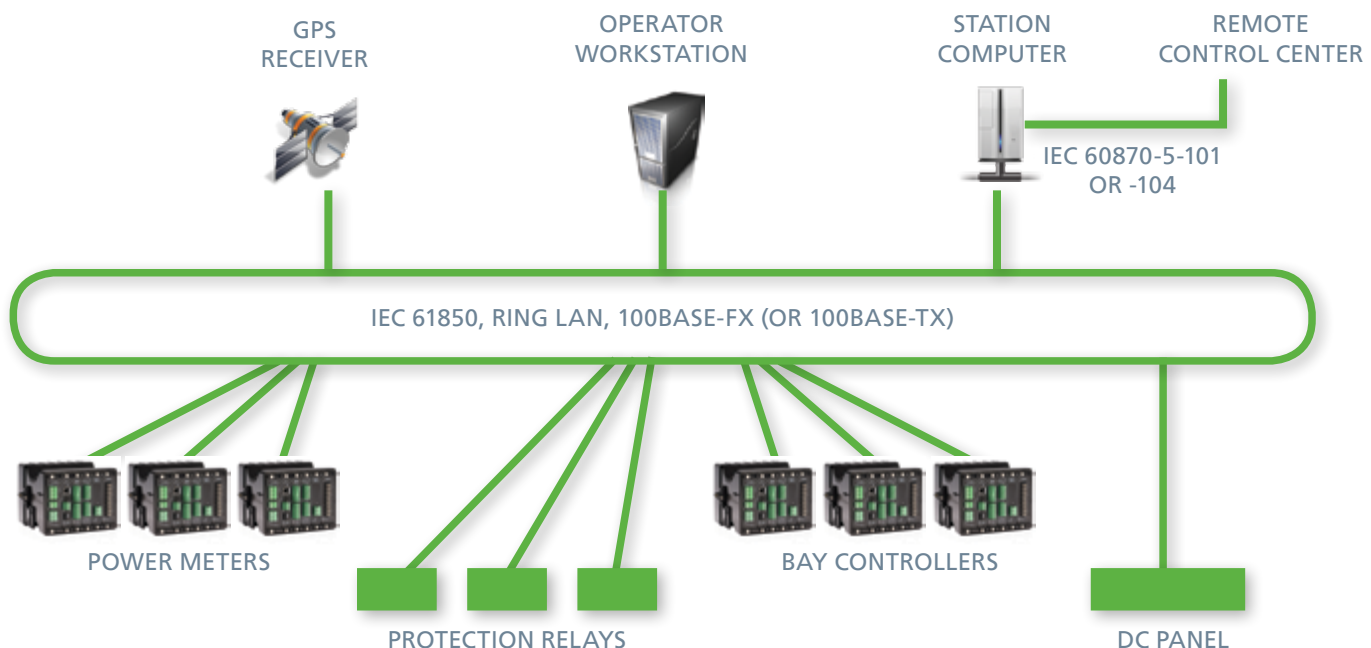 GPS
RECEIVER
OPERATOR
WORKSTATION
STATION
COMPUTER
REMOTE
CONTROL CENTER
IEC 60870-5-101
OR -104
IEC 61850, RING LAN, 100BASE-FX (OR 100BASE-TX)
POWER METERS
BAY CONTROLLERS
PROTECTION RELAYS
DC PANEL